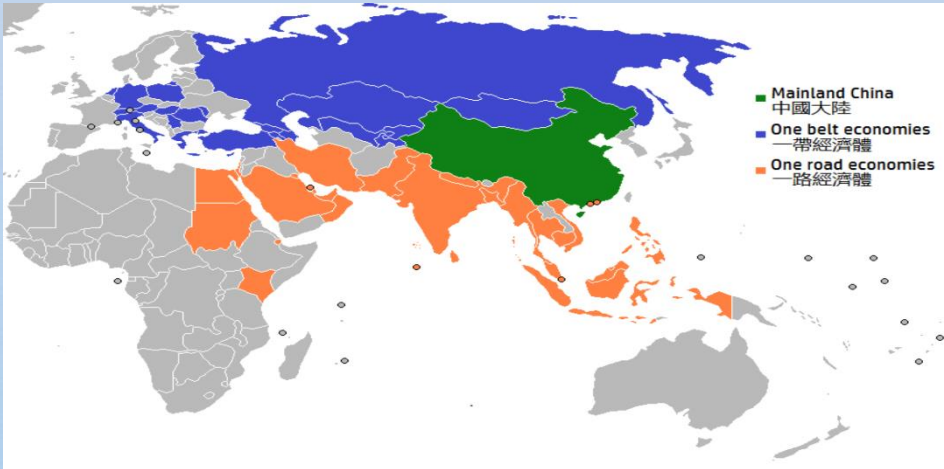 Mainland China
中國大陸
One belt economies
一帶經濟體
One road economies
一路經濟體